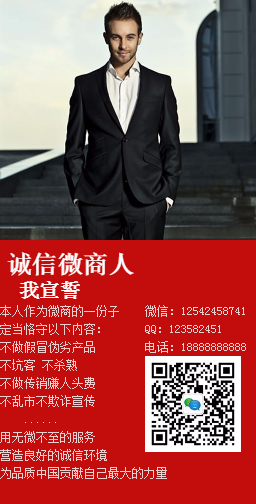 诚信微商人
我宣誓
本人作为微商的一份子
定当恪守以下内容:
不做假冒伪劣产品
不坑客 不杀熟
不做传销赚人头费
不乱市不欺诈宣传
......
用无微不至的服务
营造良好的诚信环境
为品质中国贡献自己最大的力量
微信: 12542458741
QQ: 123582451
电话: 18888888888